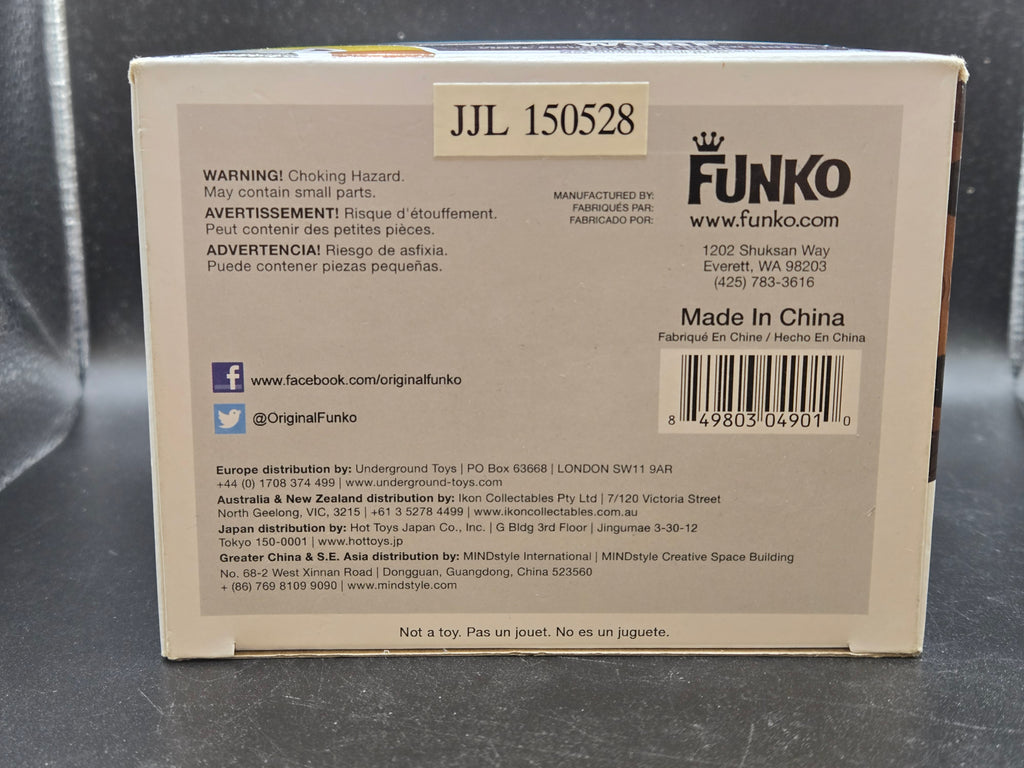 JJL 150528
WARNING! Choking Hazard.
May contain small parts.
AVERTISSEMENT! Risque d'étouffement.
Peut contenir des petites pièces.
ADVERTENCIA! Riesgo de asfixia.
Puede contener piezas pequeñas.
MANUFACTURED BY:
FABRIQUÉS PAR:
FABRICADO POR:
FUNKO
www.funko.com
1202 Shuksan Way
Everett, WA 98203
(425) 783-3616
Made In China
Fabriqué En Chine / Hecho En China
8 49803 04901 0
f www.facebook.com/originalfunko
@OriginalFunko
Europe distribution by: Underground Toys | PO Box 63668 | LONDON SW11 9AR
+44 (0) 1708 374 499 | www.underground-toys.com
Australia & New Zealand distribution by: Ikon Collectables Pty Ltd | 7/120 Victoria Street
North Geelong, VIC, 3215 | +61 3 5278 4499 | www.ikoncollectables.com.au
Japan distribution by: Hot Toys Japan Co., Inc. | G Bldg 3rd Floor | Jingumae 3-30-12
Tokyo 150-0001 | www.hottoys.jp
Greater China & S.E. Asia distribution by: MINDstyle International | MINDstyle Creative Space Building
No. 68-2 West Xinnan Road | Dongguan, Guangdong, China 523560
+ (86) 769 8109 9090 | www.mindstyle.com
Not a toy. Pas un jouet. No es un juguete.